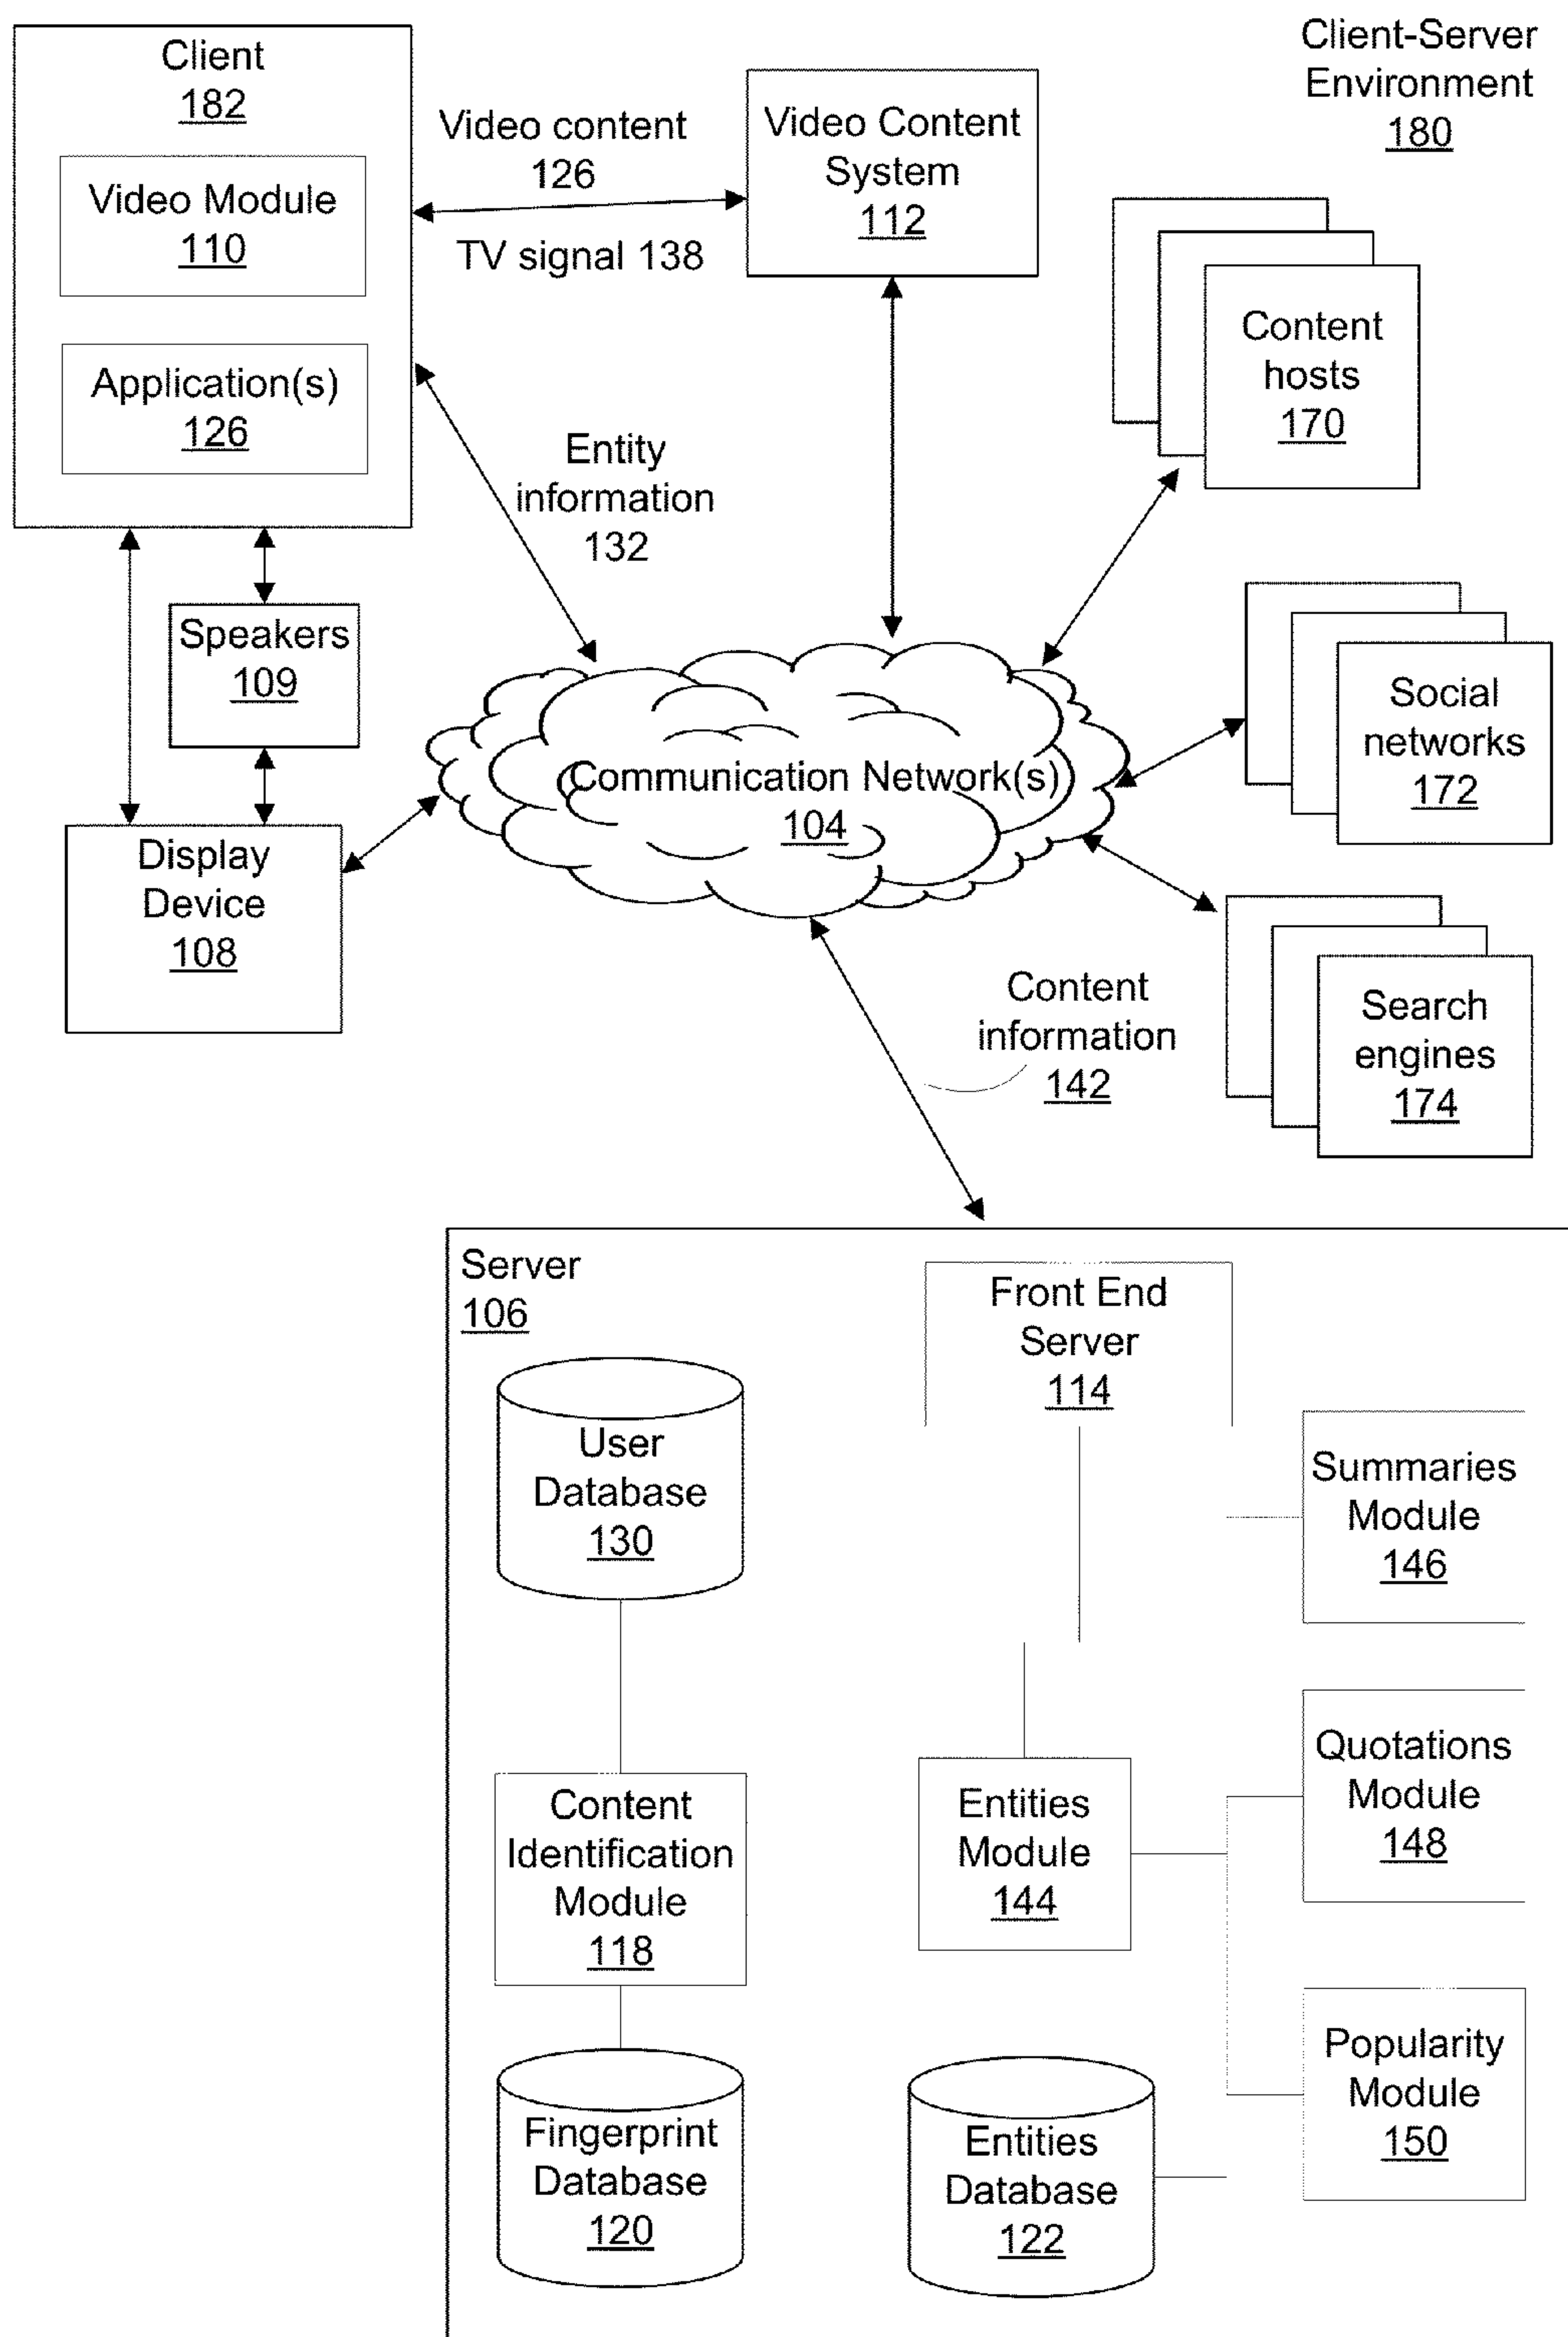 Client
182
Video Module
110
Application(s)
126
Video content
126
TV signal 138
Video Content
System
112
Client-Server
Environment
180
Content
hosts
170
Entity
information
132
Speakers
109
Social
networks
172
Communication Network(s)
104
Display
Device
108
Search
engines
174
Content
information
142
Server
106
Front End
Server
114
User
Database
130
Summaries
Module
146
Quotations
Module
148
Content
Identification
Module
118
Entities
Module
144
Popularity
Module
150
Fingerprint
Database
120
Entities
Database
122